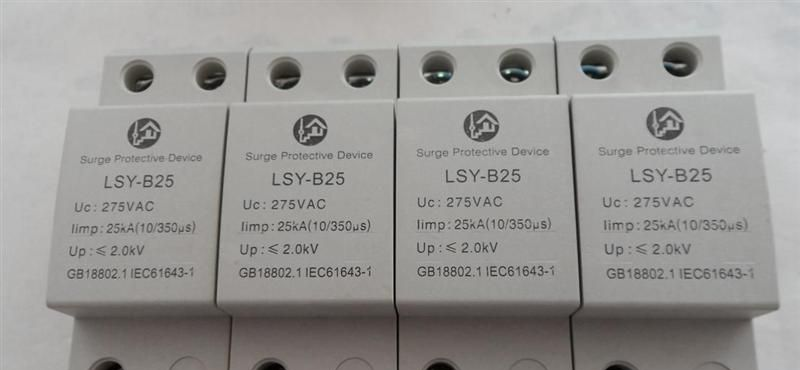 Surge Protective Device
LSY-B25
Uc: 275VAC
Iimp: 25kA(10/350μs)
Up: ≤ 2.0kV
GB18802.1 IEC61643-1
Surge Protective Device
LSY-B25
Uc: 275VAC
Iimp: 25kA(10/350μs)
Up: ≤ 2.0kV
GB18802.1 IEC61643-1
Surge Protective Device
LSY-B25
Uc: 275VAC
Iimp: 25kA(10/350μs)
Up: ≤ 2.0kV
GB18802.1 IEC61643-1
Surge Protective Device
LSY-B25
Uc: 275VAC
Iimp: 25kA(10/350μs)
Up: ≤ 2.0kV
GB18802.1 IEC61643-1